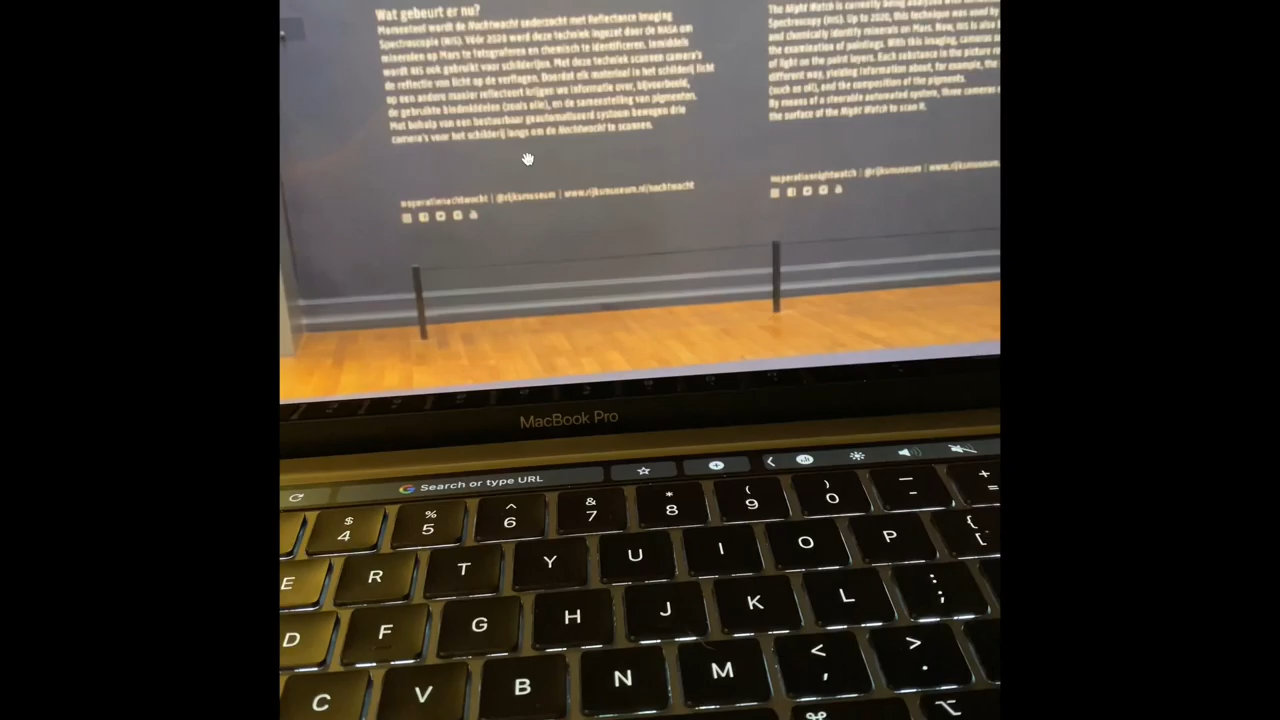 Wat gebeurt er nu?
Momenteel wordt de Nachtwacht onderzocht met Reflectance Imaging
Spectroscopie (RIS). Vóór 2020 werd deze techniek ingezet door de NASA om
mineralen op Mars te fotograferen en chemisch te identificeren. Inmiddels
wordt RIS ook gebruikt voor schilderijen. Met deze techniek scannen camera's
de reflectie van licht op de verflagen. Doordat elk materiaal in het schilderij licht
op een andere manier reflecteert krijgen we informatie over, bijvoorbeeld,
de gebruikte bindmiddelen (zoals olie), en de samenstelling van pigmenten.
Met behulp van een bestuurbaar geautomatiseerd systeem bewegen drie
camera's voor het schilderij langs om de Nachtwacht te scannen.
#operatienachtwacht | @rijksmuseum | www.rijksmuseum.nl/nachtwacht
The Night Watch is currently being analysed with
Spectroscopy (RIS). Up to 2020, this technique was used by
and chemically identify minerals on Mars. Now, RIS is also
the examination of paintings. With this imaging, cameras
of light on the paint layers. Each substance in the picture
different way, yielding information about, for example, the
(such as oil), and the composition of the pigments.
By means of a steerable automated system, three cameras
the surface of the Night Watch to scan it.
#operationnightwatch | @rijksmuseum | www.rijksmuseum
MacBook Pro
Search or type URL
$ % ^ & * ( ) _ +
4 5 6 7 8 9 0 - =
E R T Y U I O P { [
D F G H J K L : ;
C V B N M < , > .
⌘ ⌥